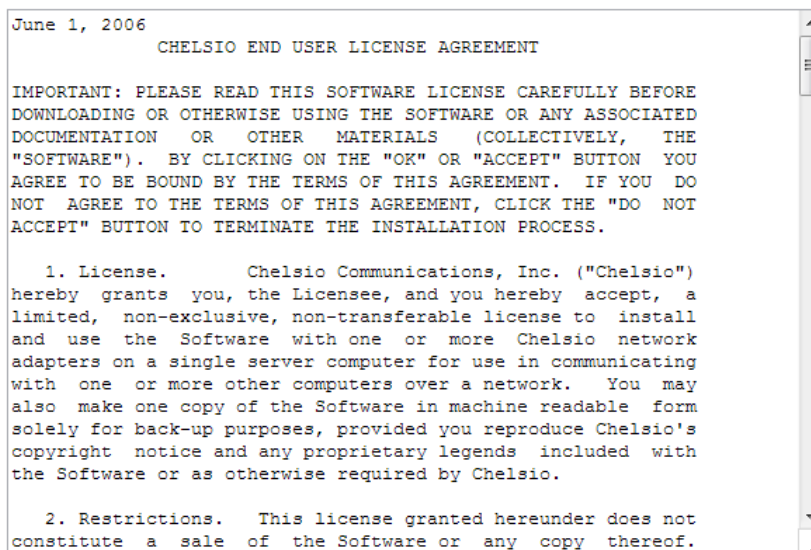 June 1, 2006
CHELSIO END USER LICENSE AGREEMENT
IMPORTANT: PLEASE READ THIS SOFTWARE LICENSE CAREFULLY BEFORE
DOWNLOADING OR OTHERWISE USING THE SOFTWARE OR ANY ASSOCIATED
DOCUMENTATION OR OTHER MATERIALS (COLLECTIVELY, THE
"SOFTWARE"). BY CLICKING ON THE "OK" OR "ACCEPT" BUTTON YOU
AGREE TO BE BOUND BY THE TERMS OF THIS AGREEMENT. IF YOU DO
NOT AGREE TO THE TERMS OF THIS AGREEMENT, CLICK THE "DO NOT
ACCEPT" BUTTON TO TERMINATE THE INSTALLATION PROCESS.
1. License. Chelsio Communications, Inc. ("Chelsio")
hereby grants you, the Licensee, and you hereby accept, a
limited, non-exclusive, non-transferable license to install
and use the Software with one or more Chelsio network
adapters on a single server computer for use in communicating
with one or more other computers over a network. You may
also make one copy of the Software in machine readable form
solely for back-up purposes, provided you reproduce Chelsio's
copyright notice and any proprietary legends included with
the Software or as otherwise required by Chelsio.
2. Restrictions. This license granted hereunder does not
constitute a sale of the Software or any copy thereof.